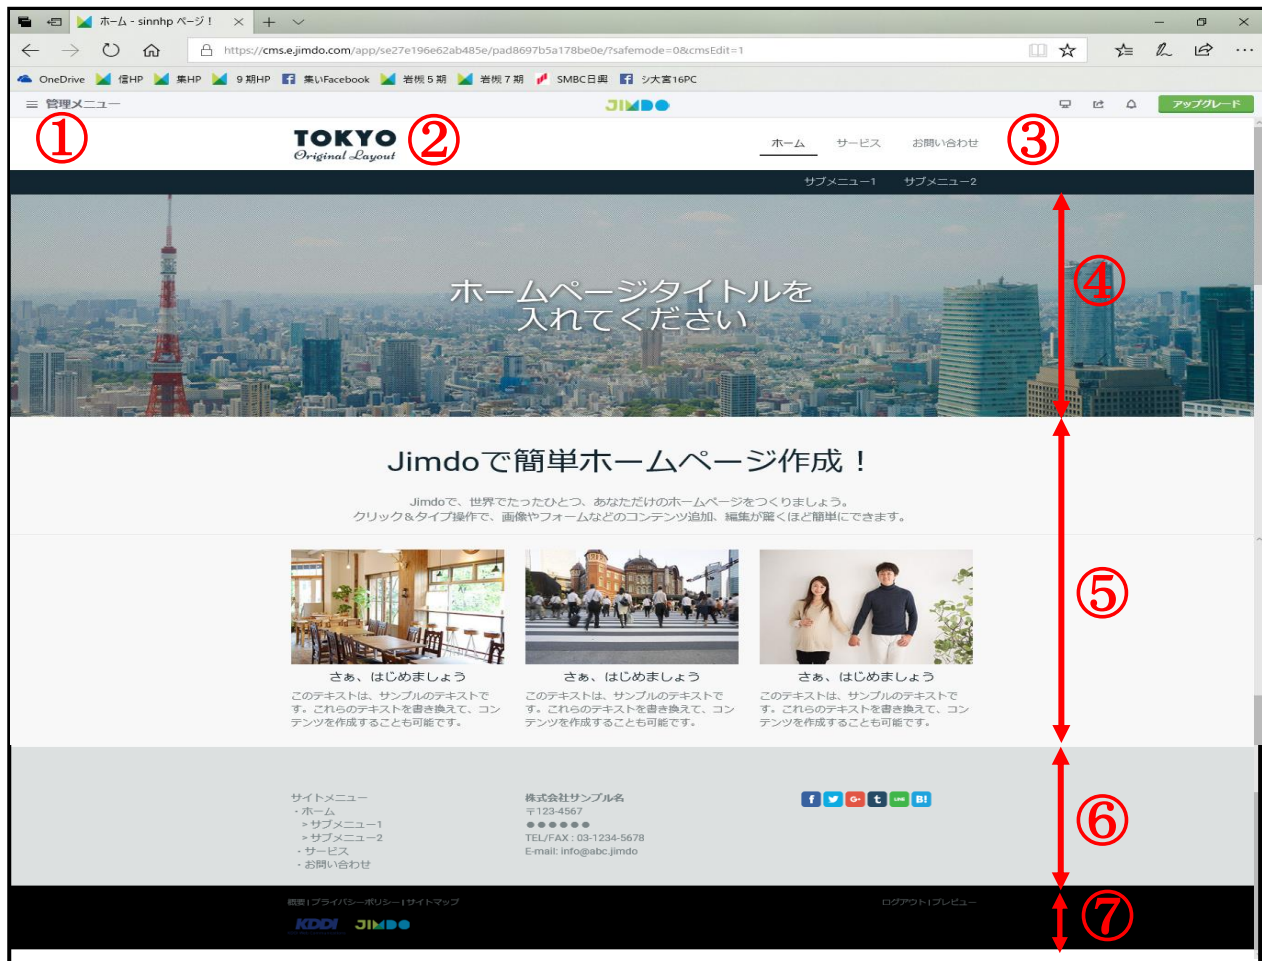 ホーム - sinnhp ページ！
https://cms.e.jimdo.com/app/se27e196e62ab485e/pad8697b5a178be0e/?safemode=0&cmsEdit=1
OneDrive 信HP 集HP 9期HP 集いFacebook 岩槻５期 岩槻７期 SMBC日興 シ大宮16PC
管理メニュー JIMDO アップグレード
① TOKYO ② ホーム サービス お問い合わせ ③
Original Layout
サブメニュー1 サブメニュー2
④
ホームページタイトルを
入れてください
Jimdoで簡単ホームページ作成！
Jimdoで、世界でたったひとつ、あなただけのホームページをつくりましょう。
クリック＆タイプ操作で、画像やフォームなどのコンテンツ追加、編集が驚くほど簡単にできます。
⑤
さぁ、はじめましょう
このテキストは、サンプルのテキストで
す。これらのテキストを書き換えて、コン
テンツを作成することも可能です。
さぁ、はじめましょう
このテキストは、サンプルのテキストで
す。これらのテキストを書き換えて、コン
テンツを作成することも可能です。
さぁ、はじめましょう
このテキストは、サンプルのテキストで
す。これらのテキストを書き換えて、コン
テンツを作成することも可能です。
サイトメニュー
・ホーム
> サブメニュー1
> サブメニュー2
・サービス
・お問い合わせ
株式会社サンプル名
〒123-4567
●●●●●●
TEL/FAX : 03-1234-5678
E-mail: info@abc.jimdo
f G+ t LINE B!
⑥
概要 | プライバシーポリシー | サイトマップ ログアウト | プレビュー
KDDI JIMDO
⑦